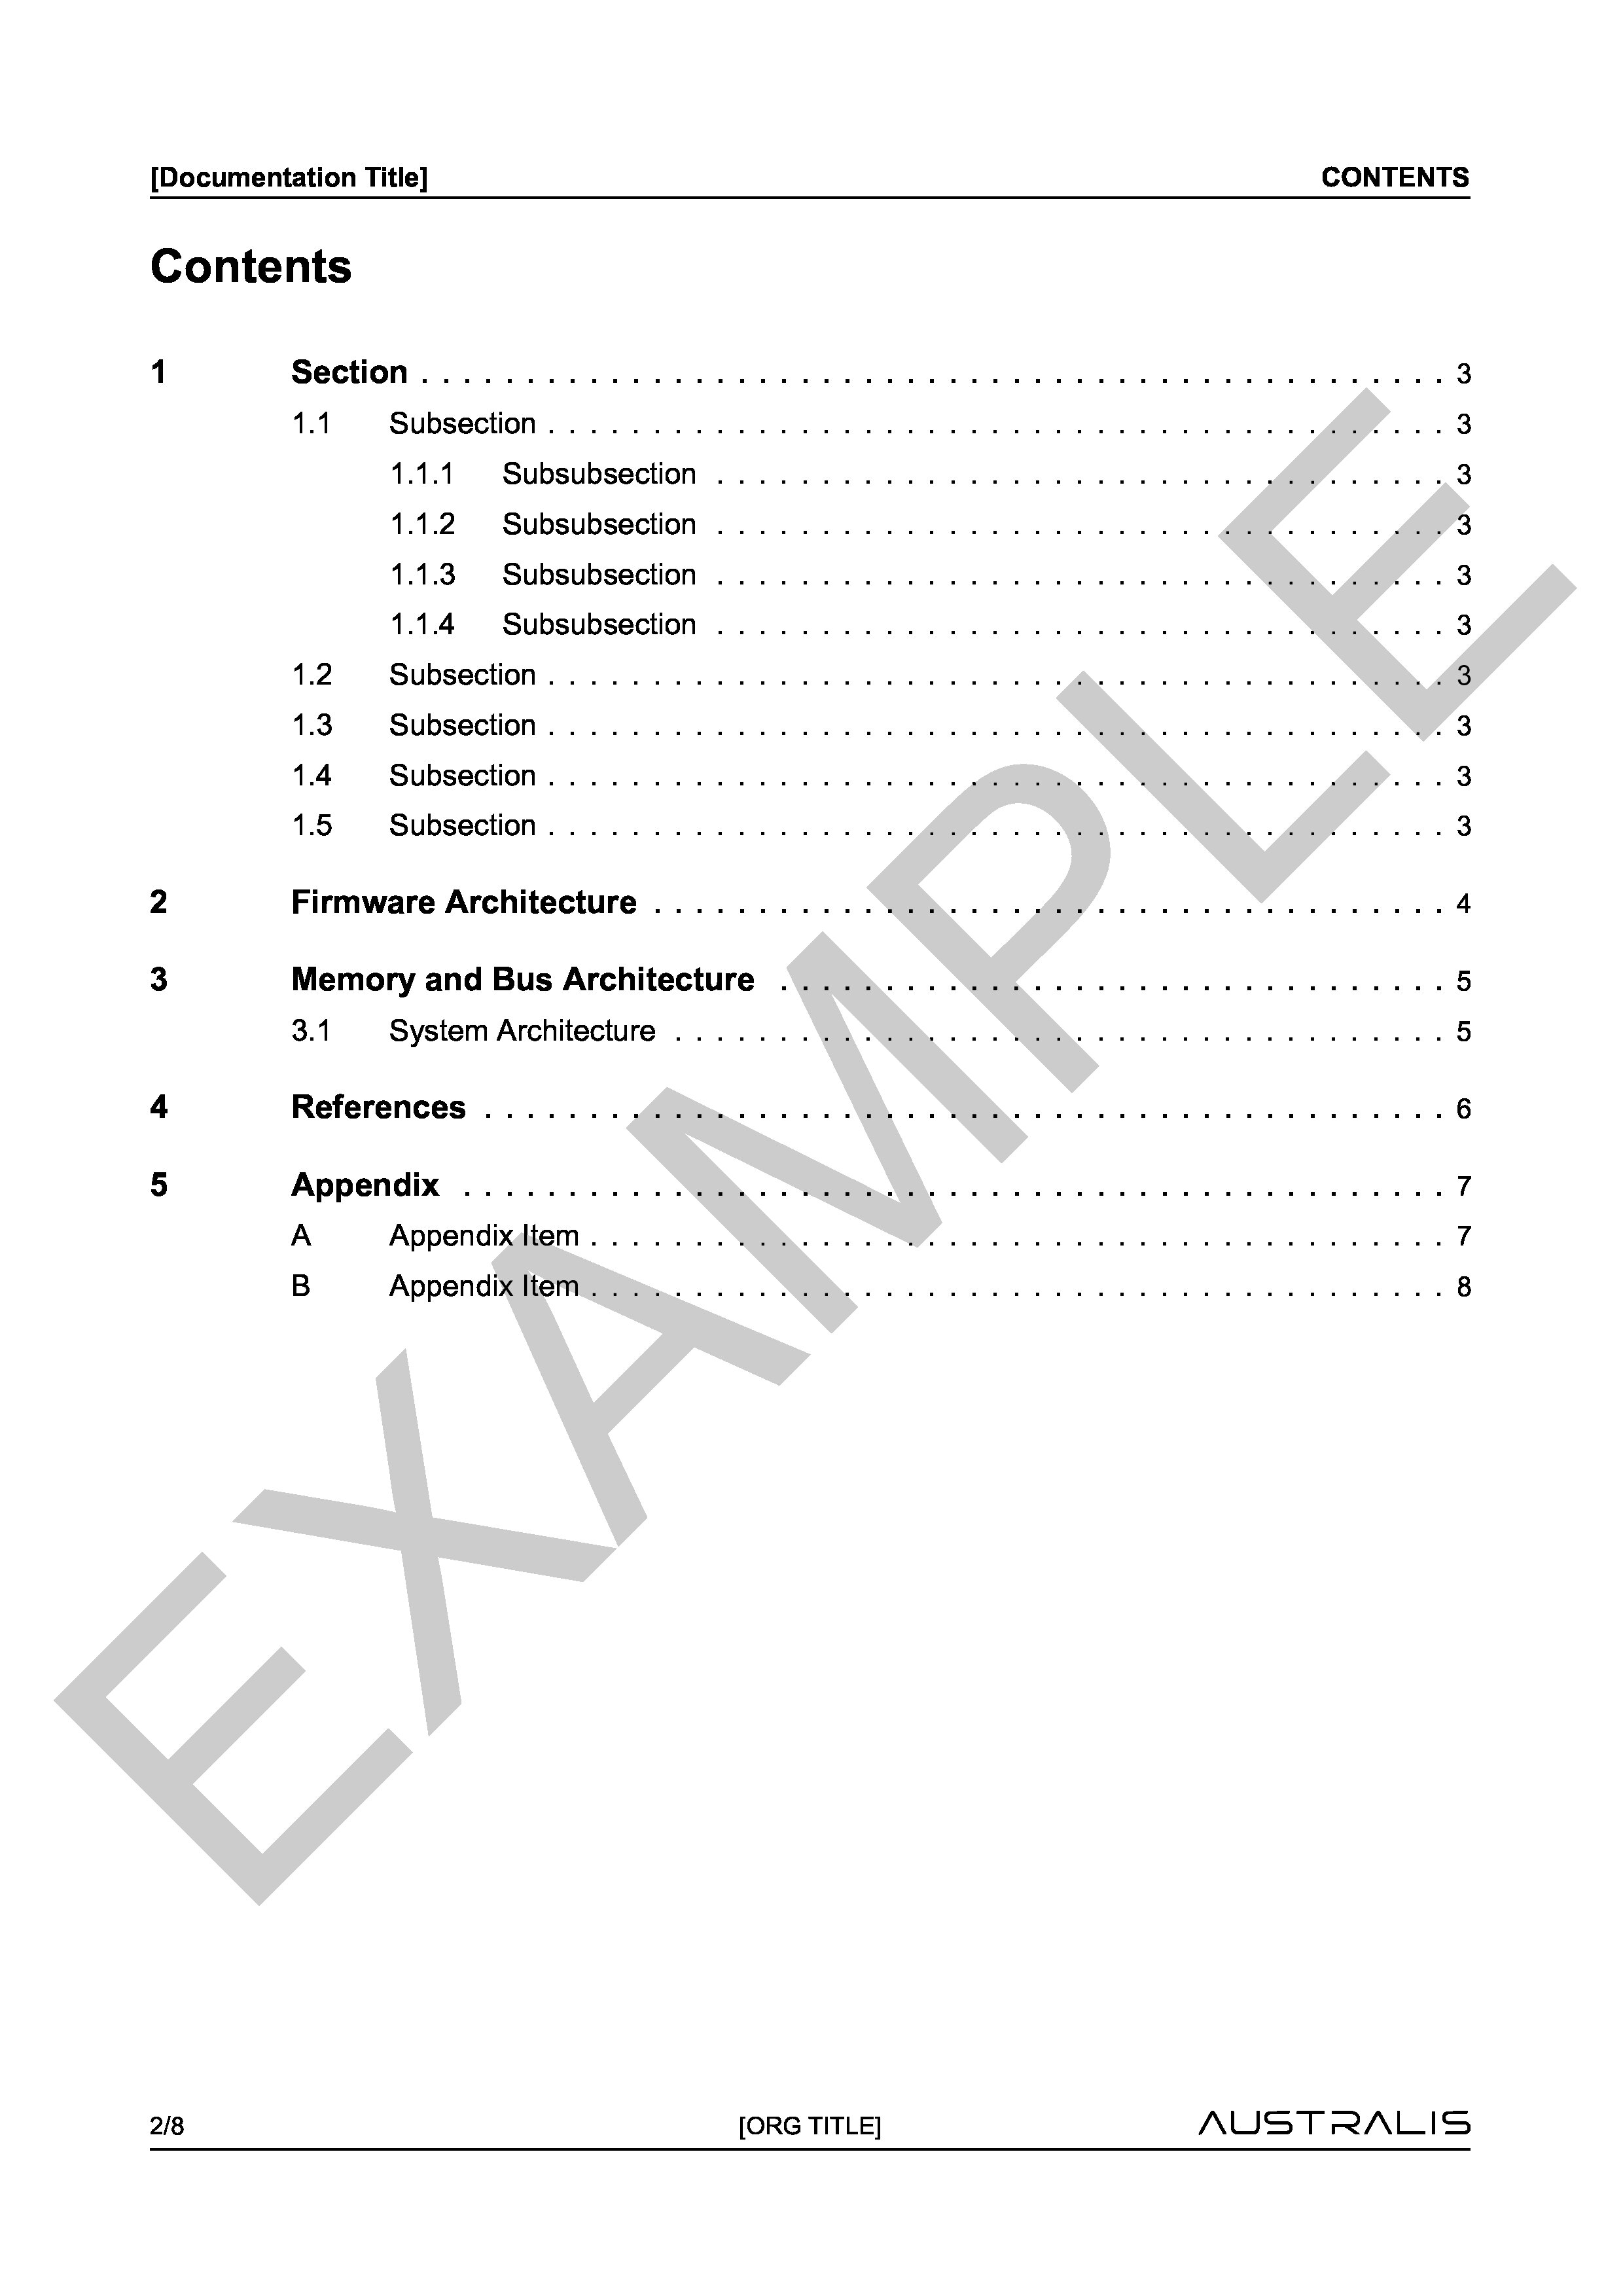 [Documentation Title] CONTENTS
Contents
1 Section . . . . . . . . . . . . . . . . . . . . . . . . . . . . . . . . . . . . . . . . . . . . . . . . . 3
1.1 Subsection . . . . . . . . . . . . . . . . . . . . . . . . . . . . . . . . . . . . . . . . . . . 3
1.1.1 Subsubsection . . . . . . . . . . . . . . . . . . . . . . . . . . . . . . . . . . . 3
1.1.2 Subsubsection . . . . . . . . . . . . . . . . . . . . . . . . . . . . . . . . . . . 3
1.1.3 Subsubsection . . . . . . . . . . . . . . . . . . . . . . . . . . . . . . . . . . . 3
1.1.4 Subsubsection . . . . . . . . . . . . . . . . . . . . . . . . . . . . . . . . . . . 3
1.2 Subsection . . . . . . . . . . . . . . . . . . . . . . . . . . . . . . . . . . . . . . . . . . . 3
1.3 Subsection . . . . . . . . . . . . . . . . . . . . . . . . . . . . . . . . . . . . . . . . . . . 3
1.4 Subsection . . . . . . . . . . . . . . . . . . . . . . . . . . . . . . . . . . . . . . . . . . . 3
1.5 Subsection . . . . . . . . . . . . . . . . . . . . . . . . . . . . . . . . . . . . . . . . . . . 3
2 Firmware Architecture . . . . . . . . . . . . . . . . . . . . . . . . . . . . . . . . . . . . . . 4
3 Memory and Bus Architecture . . . . . . . . . . . . . . . . . . . . . . . . . . . . . . . . 5
3.1 System Architecture . . . . . . . . . . . . . . . . . . . . . . . . . . . . . . . . . . . . . 5
4 References . . . . . . . . . . . . . . . . . . . . . . . . . . . . . . . . . . . . . . . . . . . . . . 6
5 Appendix . . . . . . . . . . . . . . . . . . . . . . . . . . . . . . . . . . . . . . . . . . . . . . . 7
A Appendix Item . . . . . . . . . . . . . . . . . . . . . . . . . . . . . . . . . . . . . . . . . 7
B Appendix Item . . . . . . . . . . . . . . . . . . . . . . . . . . . . . . . . . . . . . . . . . 8
EXAMPLE
2/8 [ORG TITLE] AUSTRALIS